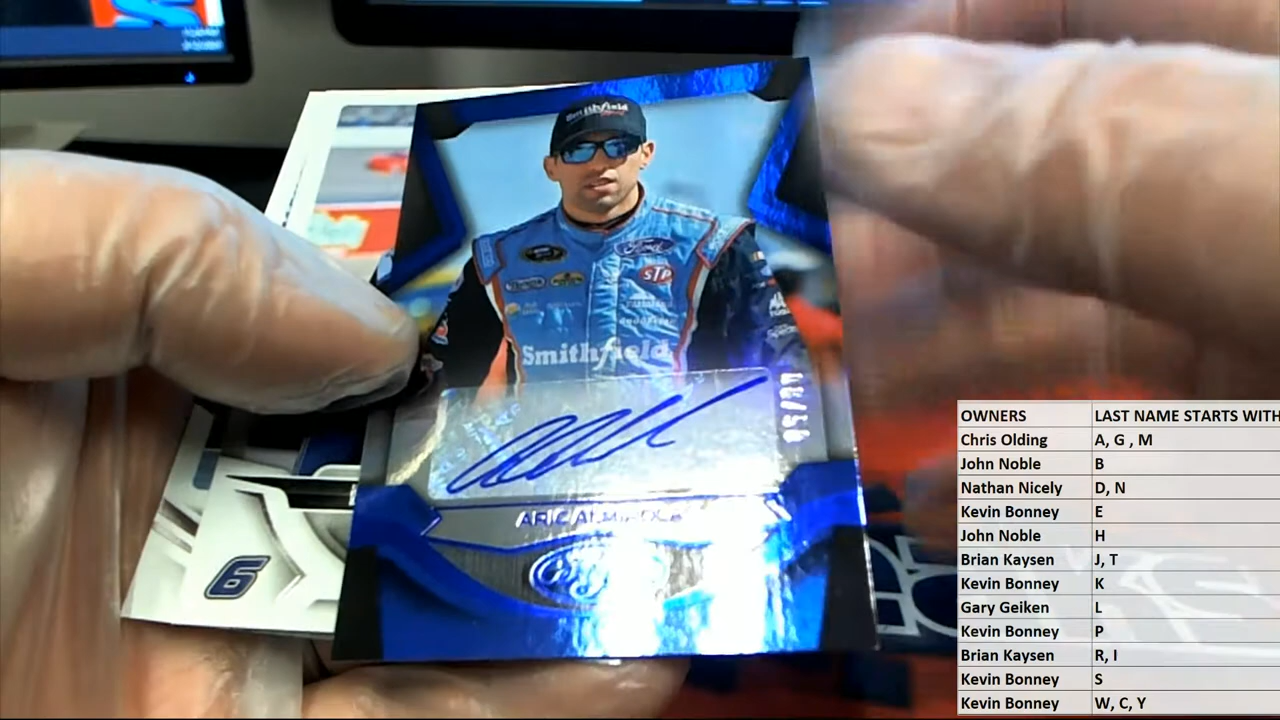 Smithfield
Ford
STP
Smithfield
ARIC ALMIROLA
6
OWNERS LAST NAME STARTS WITH
Chris Olding A, G , M
John Noble B
Nathan Nicely D, N
Kevin Bonney E
John Noble H
Brian Kaysen J, T
Kevin Bonney K
Gary Geiken L
Kevin Bonney P
Brian Kaysen R, I
Kevin Bonney S
Kevin Bonney W, C, Y